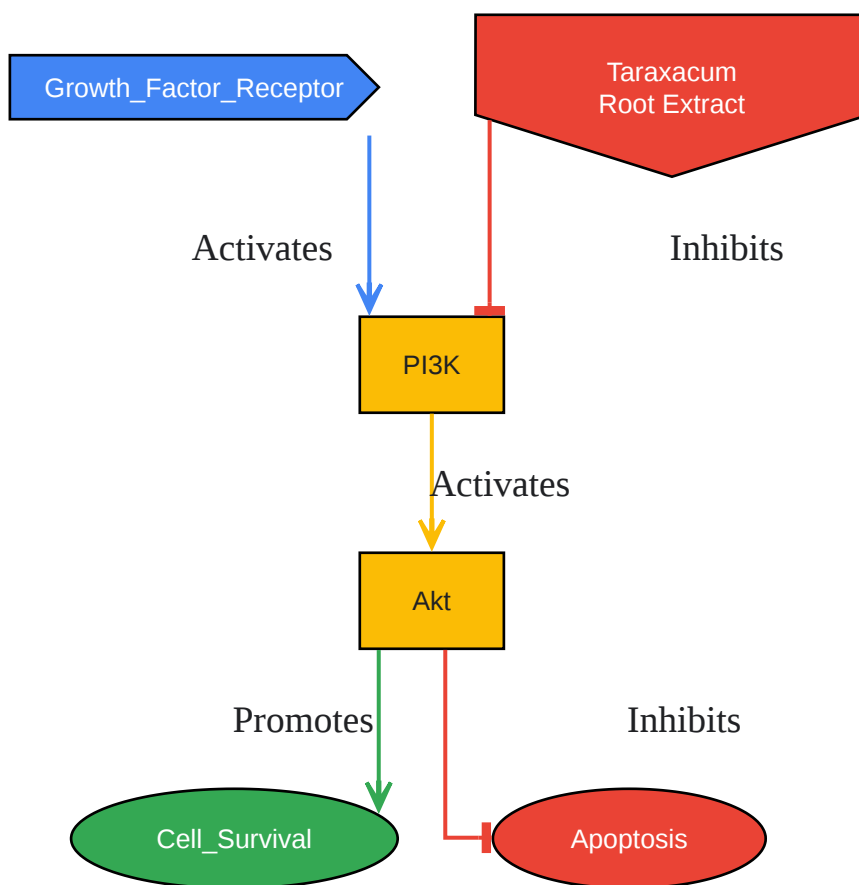 Growth_Factor_Receptor
Taraxacum
Root Extract
Activates
Inhibits
PI3K
Activates
Akt
Promotes
Inhibits
Cell_Survival
Apoptosis